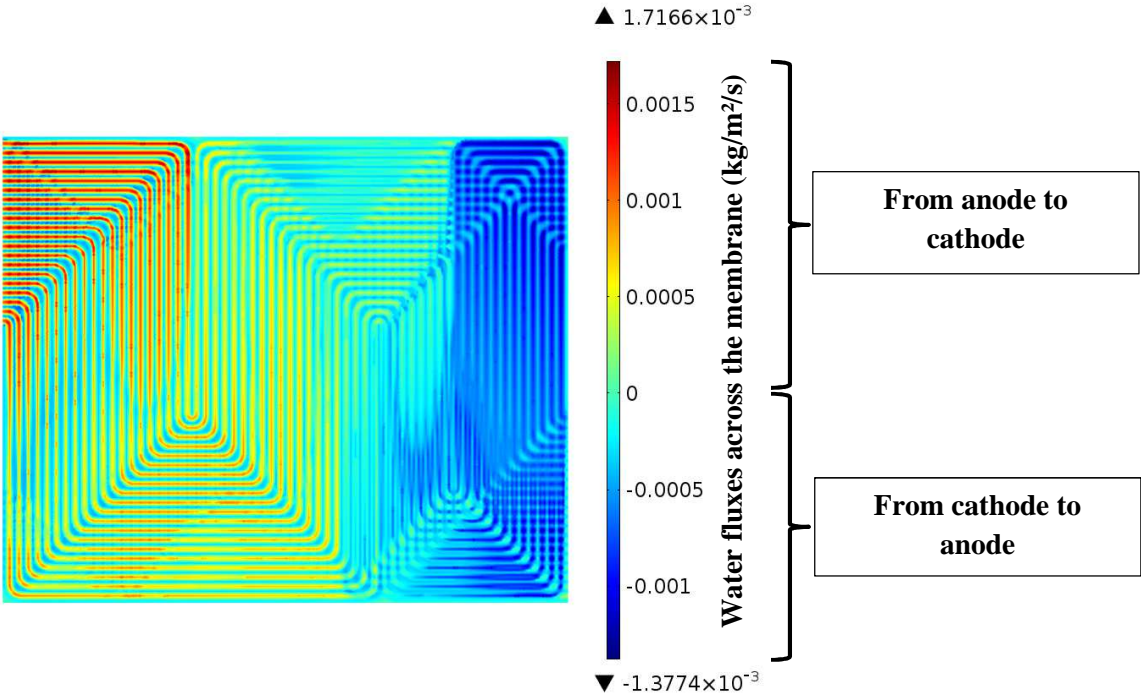 ▲ 1.7166×10⁻³
0.0015
0.001
0.0005
0
-0.0005
-0.001
▼ -1.3774×10⁻³
Water fluxes across the membrane (kg/m²/s)
From anode to
cathode
From cathode to
anode